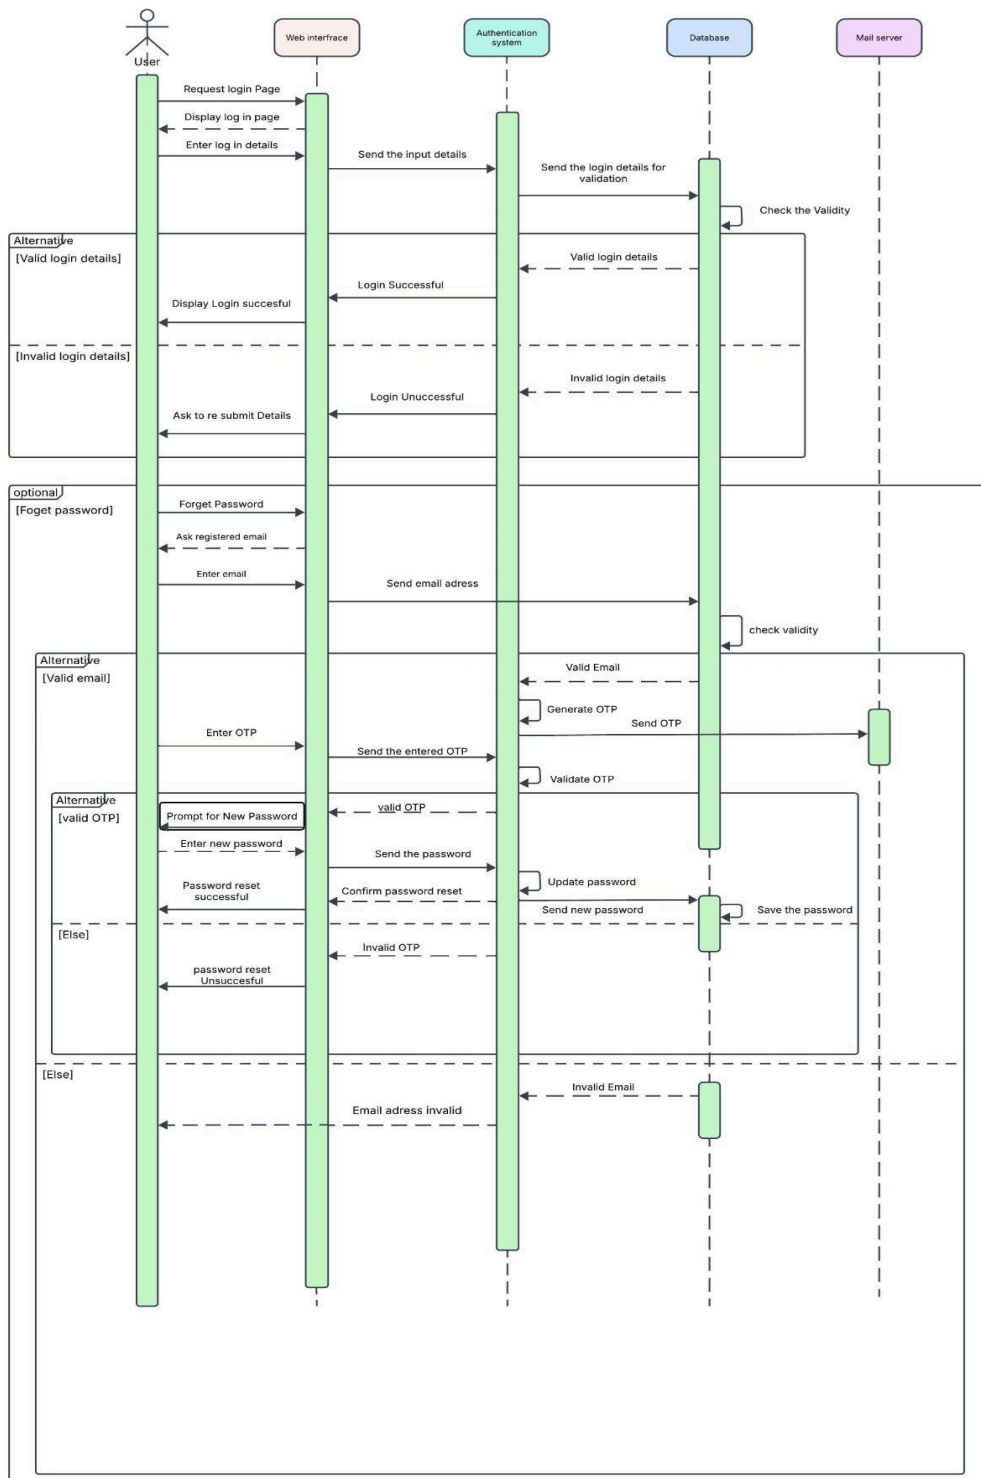 User
Web interfrace
Authentication
system
Database
Mail server
Request login Page
Display log in page
Enter log in details
Send the input details
Send the login details for
validation
Check the Validity
Alternative
[Valid login details]
Valid login details
Login Successful
Display Login succesful
[Invalid login details]
Invalid login details
Login Unuccessful
Ask to re submit Details
optional
[Foget password]
Forget Password
Ask registered email
Enter email
Send email adress
check validity
Alternative
[Valid email]
Valid Email
Generate OTP
Send OTP
Enter OTP
Send the entered OTP
Validate OTP
Alternative
[valid OTP]
valid OTP
Prompt for New Password
Enter new password
Send the password
Update password
Password reset
successful
Confirm password reset
Send new password
Save the password
[Else]
Invalid OTP
password reset
Unsuccesful
[Else]
Invalid Email
Email adress invalid